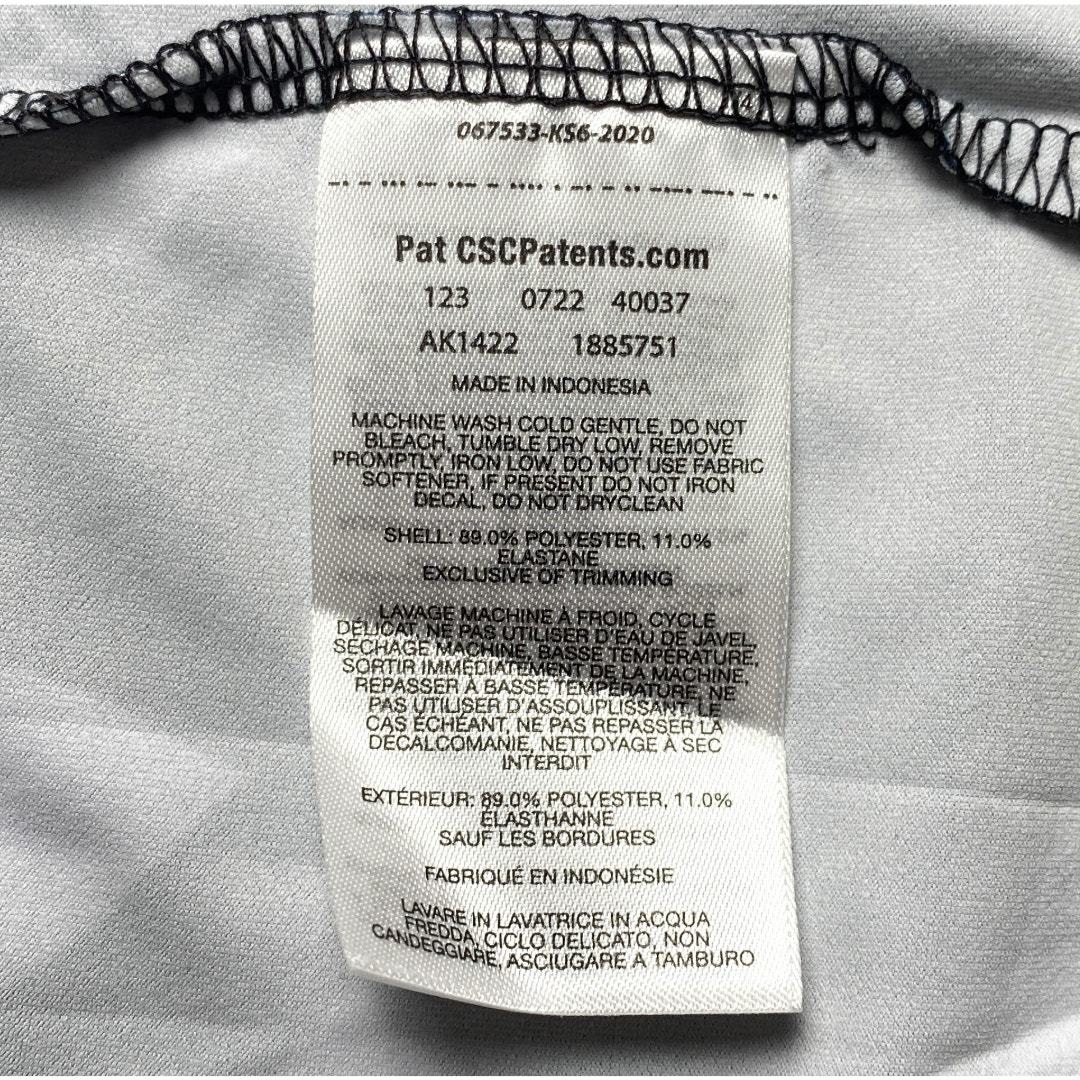 4
067533-KS6-2020
Pat CSCPatents.com
123 0722 40037
AK1422 1885751
MADE IN INDONESIA
MACHINE WASH COLD GENTLE, DO NOT
BLEACH, TUMBLE DRY LOW, REMOVE
PROMPTLY, IRON LOW, DO NOT USE FABRIC
SOFTENER, IF PRESENT DO NOT IRON
DECAL, DO NOT DRYCLEAN
SHELL: 89.0% POLYESTER, 11.0%
ELASTANE
EXCLUSIVE OF TRIMMING
LAVAGE MACHINE À FROID, CYCLE
DÉLICAT, NE PAS UTILISER D'EAU DE JAVEL,
SÉCHAGE MACHINE, BASSE TEMPÉRATURE,
SORTIR IMMÉDIATEMENT DE LA MACHINE,
REPASSER À BASSE TEMPÉRATURE, NE
PAS UTILISER D'ASSOUPLISSANT, LE
CAS ÉCHÉANT, NE PAS REPASSER LA
DÉCALCOMANIE, NETTOYAGE À SEC
INTERDIT
EXTÉRIEUR: 89.0% POLYESTER, 11.0%
ÉLASTHANNE
SAUF LES BORDURES
FABRIQUÉ EN INDONÉSIE
LAVARE IN LAVATRICE IN ACQUA
FREDDA, CICLO DELICATO, NON
CANDEGGIARE, ASCIUGARE A TAMBURO